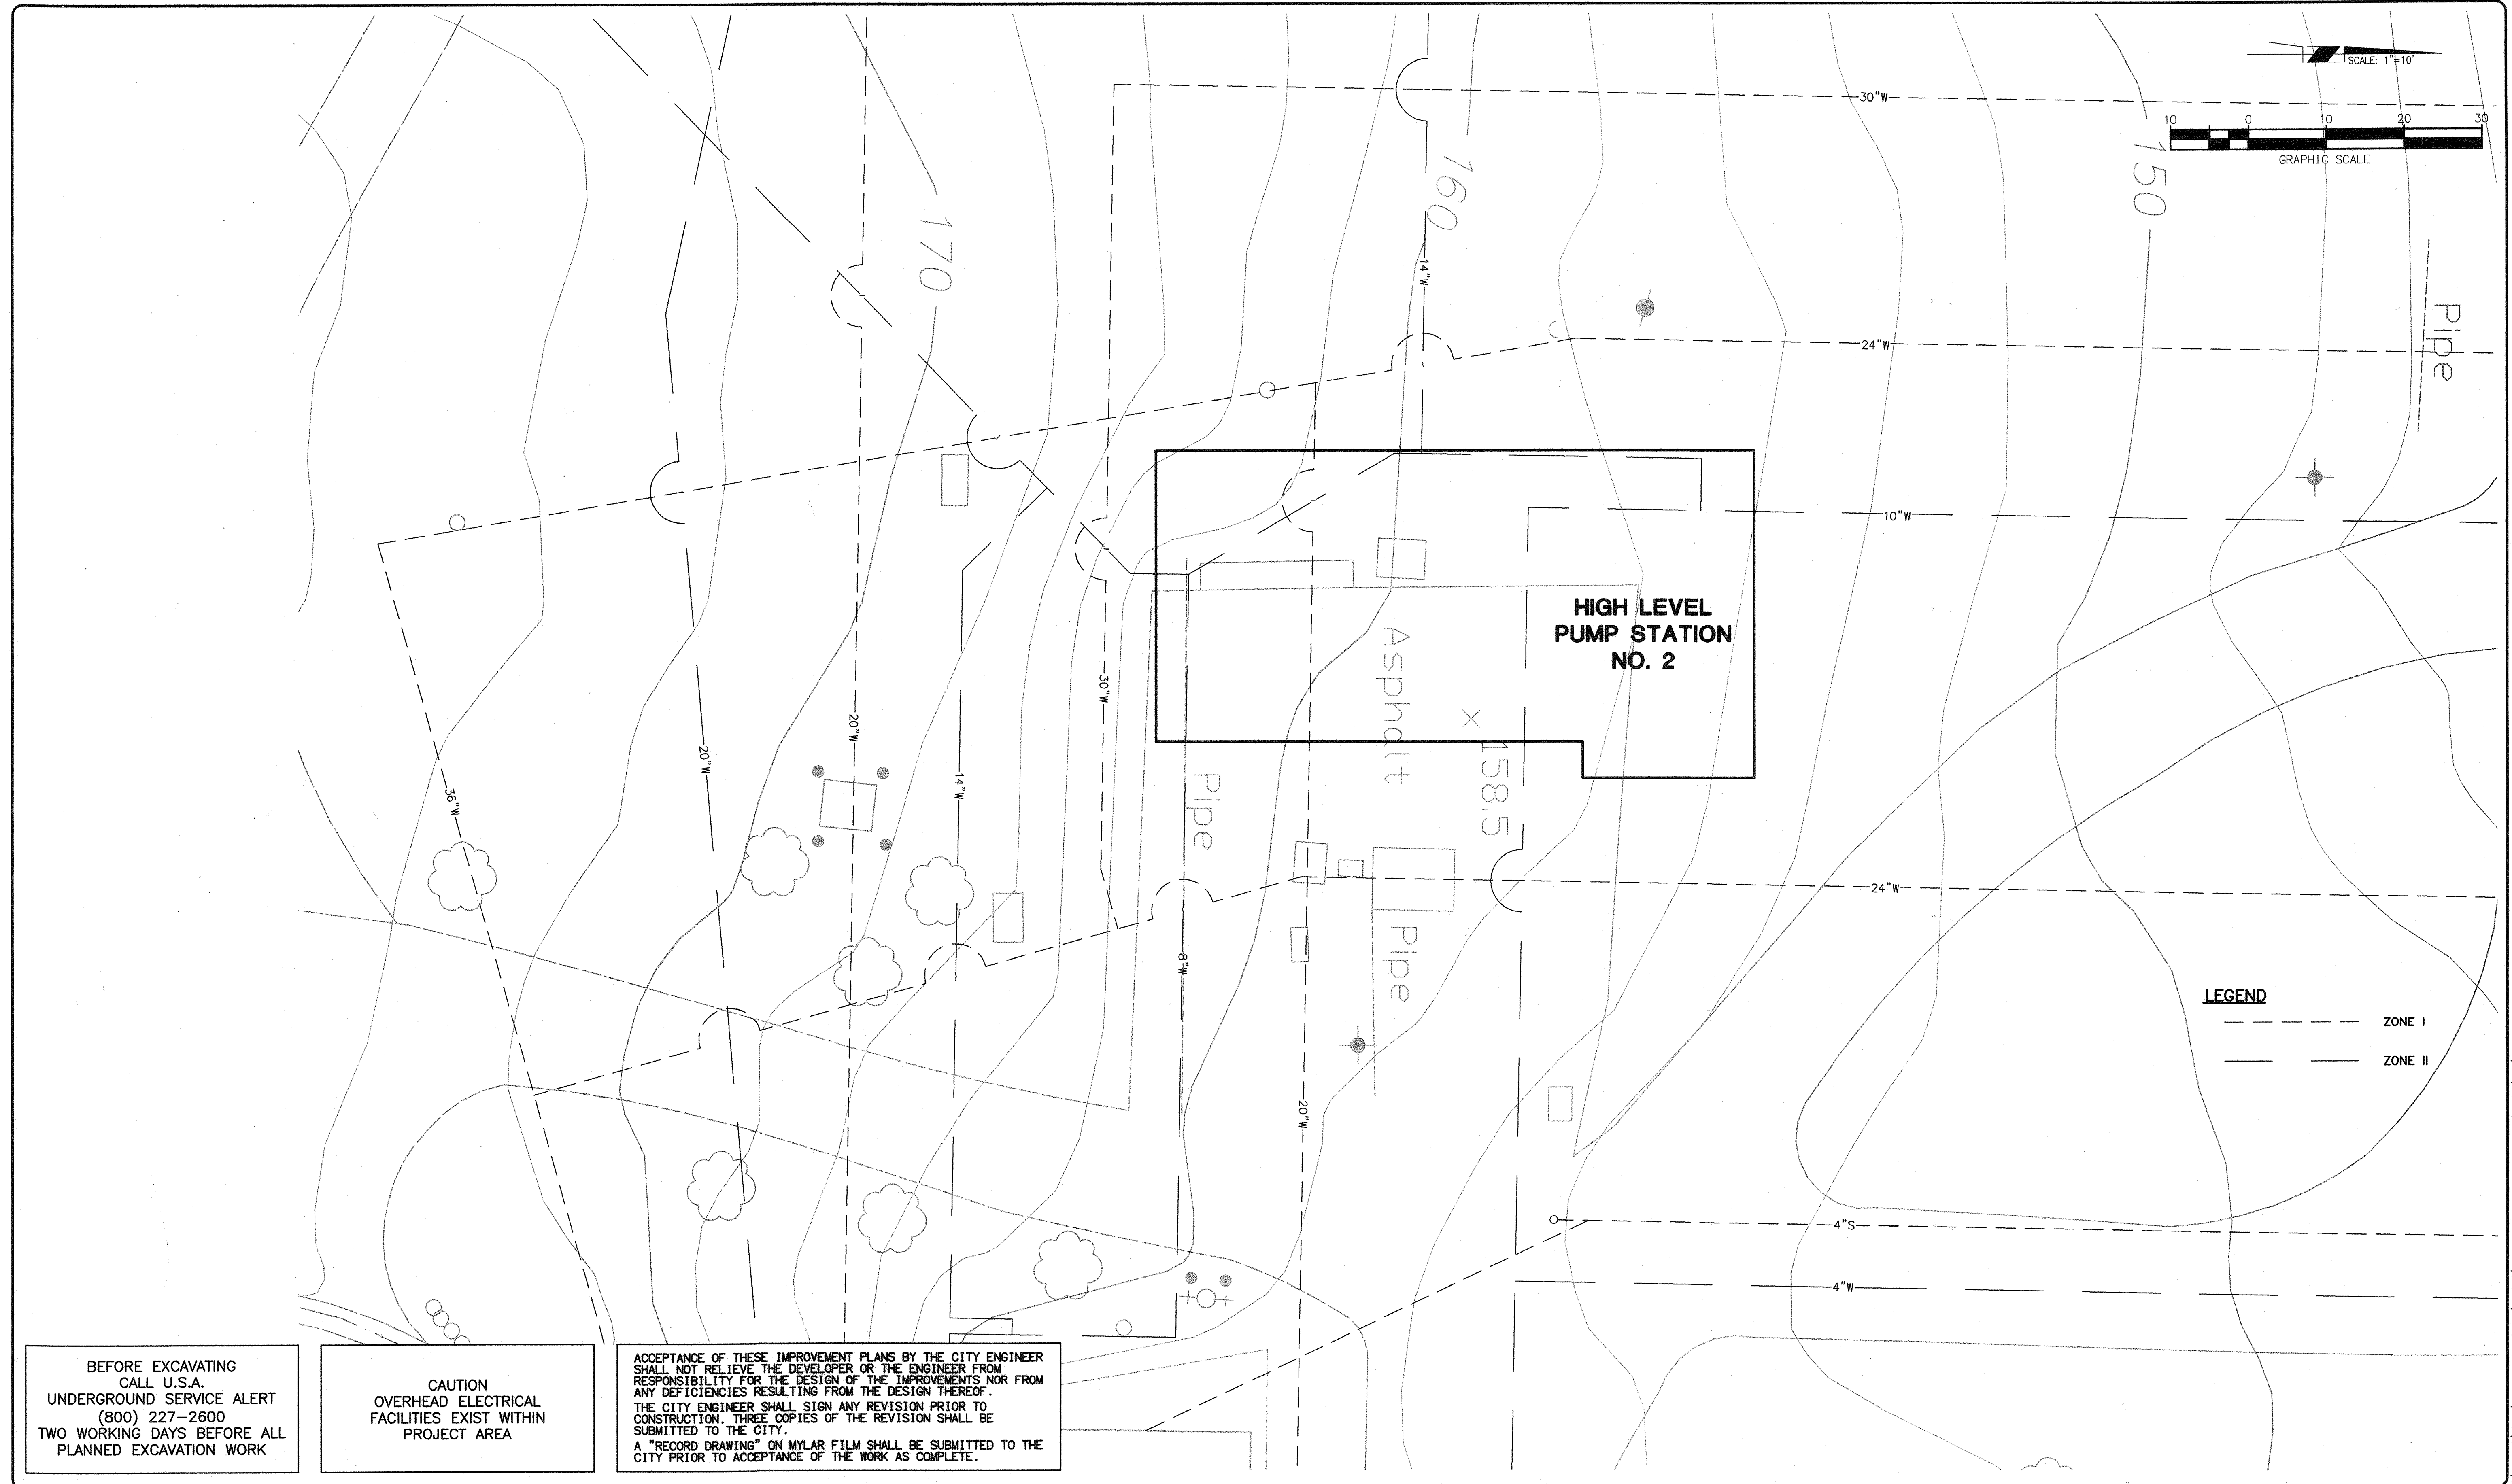 SCALE: 1"=10'
30"W
10 0 10 20 30
GRAPHIC SCALE
160
150
170
14"W
24"W
Pipe
10"W
HIGH LEVEL
PUMP STATION
NO. 2
Asphalt
30"W
20"W
20"W
14"W
36"W
158.5
Pipe
24"W
Pipe
8"W
20"W
LEGEND
ZONE I
ZONE II
4"S
4"W
BEFORE EXCAVATING
CALL U.S.A.
UNDERGROUND SERVICE ALERT
(800) 227-2600
TWO WORKING DAYS BEFORE ALL
PLANNED EXCAVATION WORK
CAUTION
OVERHEAD ELECTRICAL
FACILITIES EXIST WITHIN
PROJECT AREA
ACCEPTANCE OF THESE IMPROVEMENT PLANS BY THE CITY ENGINEER
SHALL NOT RELIEVE THE DEVELOPER OR THE ENGINEER FROM
RESPONSIBILITY FOR THE DESIGN OF THE IMPROVEMENTS NOR FROM
ANY DEFICIENCIES RESULTING FROM THE DESIGN THEREOF.
THE CITY ENGINEER SHALL SIGN ANY REVISION PRIOR TO
CONSTRUCTION. THREE COPIES OF THE REVISION SHALL BE
SUBMITTED TO THE CITY.
A "RECORD DRAWING" ON MYLAR FILM SHALL BE SUBMITTED TO THE
CITY PRIOR TO ACCEPTANCE OF THE WORK AS COMPLETE.